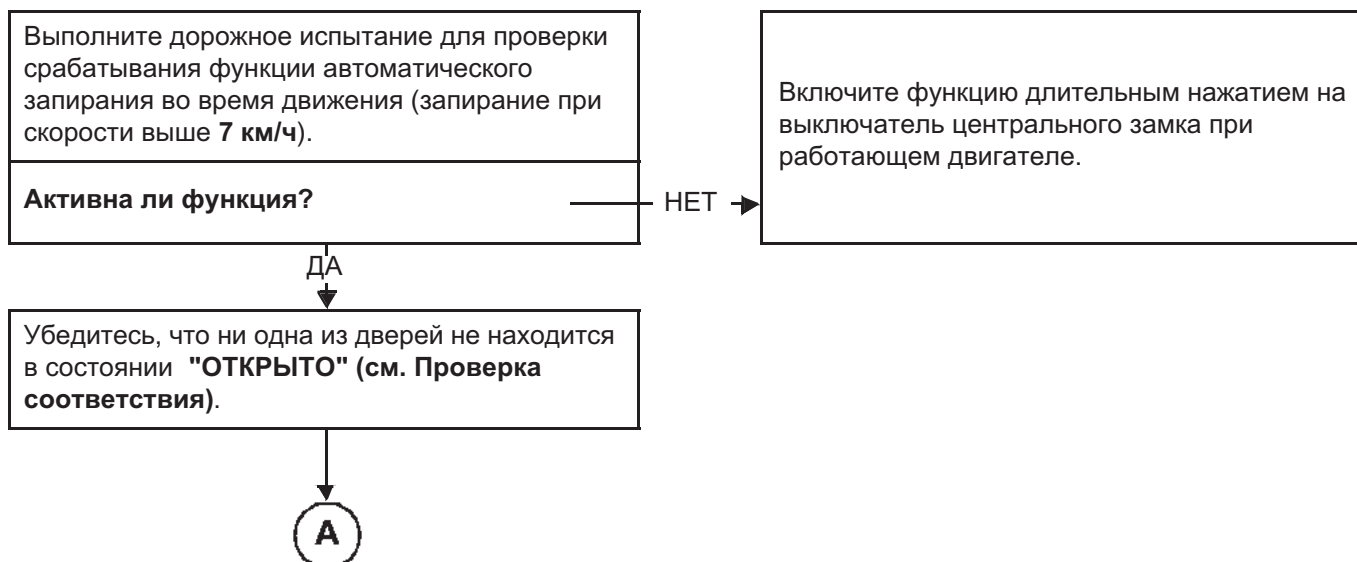 Выполните дорожное испытание для проверки
срабатывания функции автоматического
запирания во время движения (запирание при
скорости выше 7 км/ч).
Активна ли функция?
НЕТ
Включите функцию длительным нажатием на
выключатель центрального замка при
работающем двигателе.
ДА
Убедитесь, что ни одна из дверей не находится
в состоянии "ОТКРЫТО" (см. Проверка
соответствия).
А